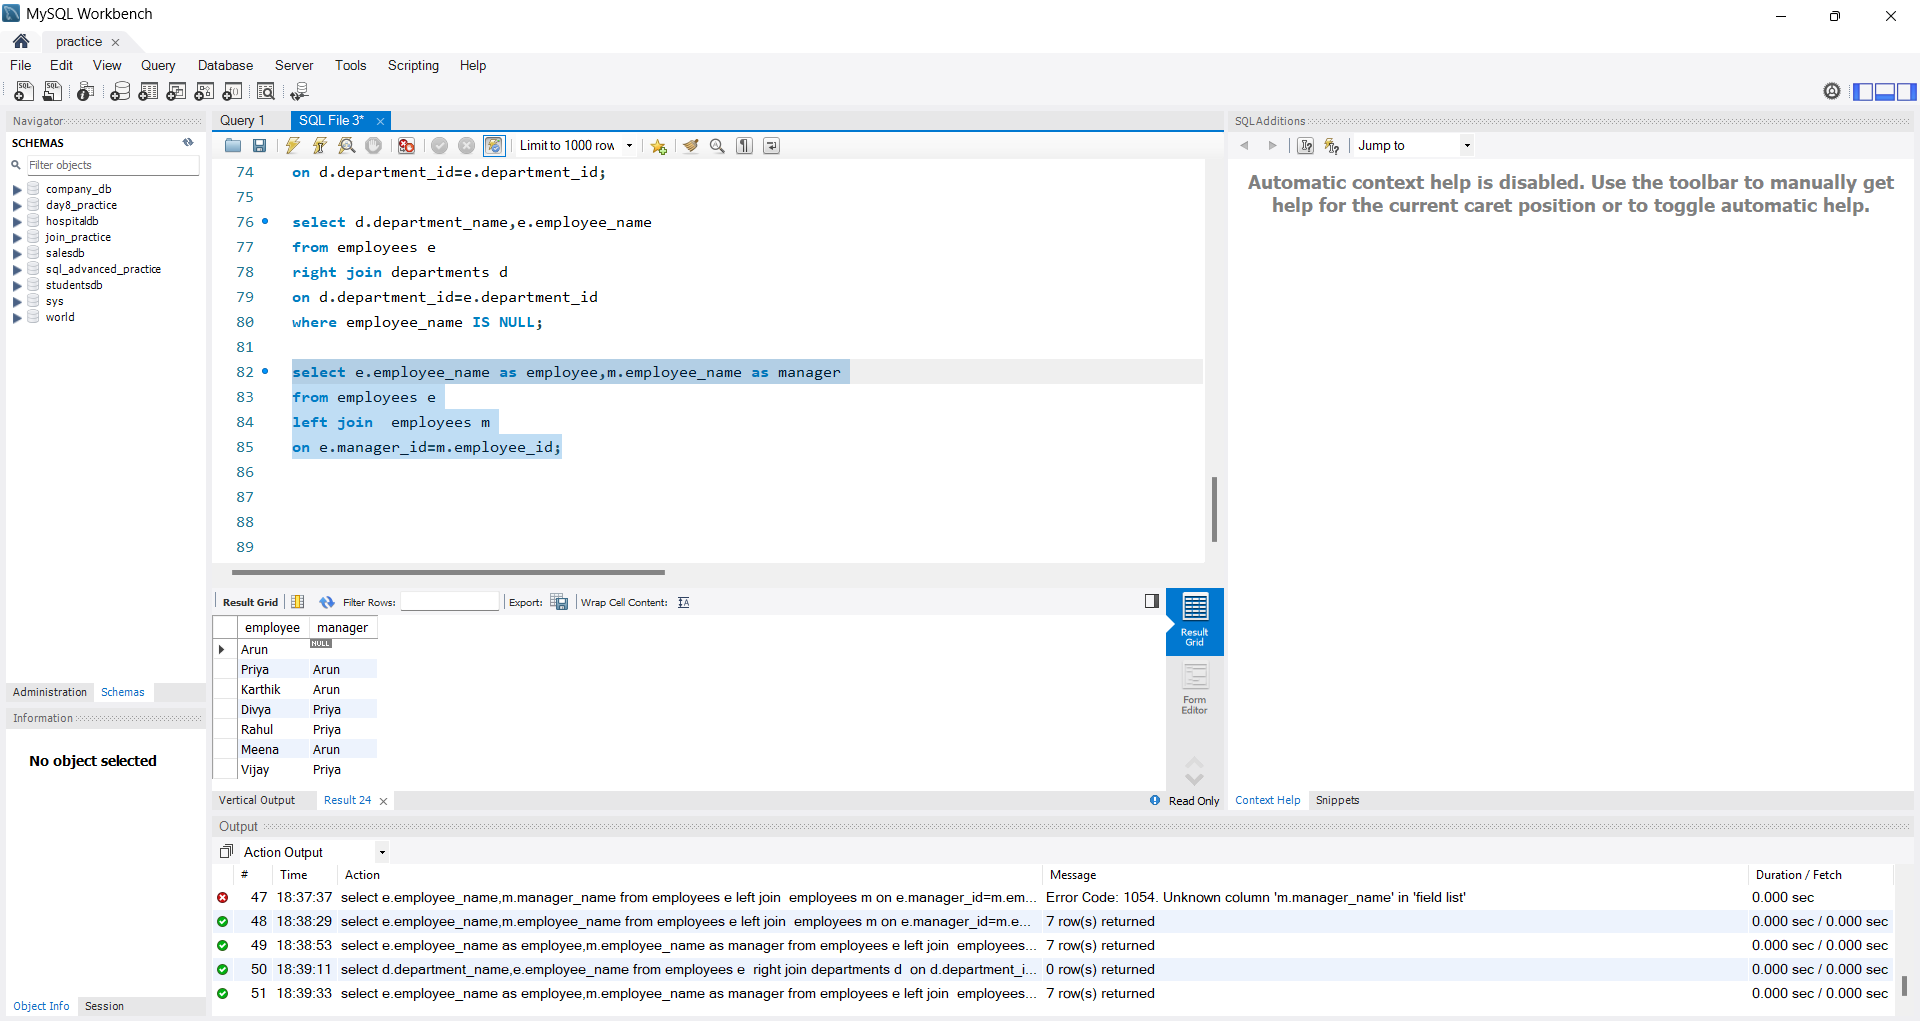 MySQL Workbench
practice
File Edit View Query Database Server Tools Scripting Help
Navigator
SCHEMAS
Filter objects
company_db
day8_practice
hospitaldb
join_practice
salesdb
sql_advanced_practice
studentsdb
sys
world
Administration Schemas
Information
No object selected
Object Info Session
Query 1 SQL File 3*
Limit to 1000 row
74 on d.department_id=e.department_id;
75
76 select d.department_name,e.employee_name
77 from employees e
78 right join departments d
79 on d.department_id=e.department_id
80 where employee_name IS NULL;
81
82 select e.employee_name as employee,m.employee_name as manager
83 from employees e
84 left join  employees m
85 on e.manager_id=m.employee_id;
86
87
88
89
Result Grid Filter Rows: Export: Wrap Cell Content:
employee manager
Arun NULL
Priya Arun
Karthik Arun
Divya Priya
Rahul Priya
Meena Arun
Vijay Priya
Result Grid
Form Editor
Vertical Output Result 24 Read Only
SQLAdditions
Jump to
Automatic context help is disabled. Use the toolbar to manually get
help for the current caret position or to toggle automatic help.
Context Help Snippets
Output
Action Output
# Time Action Message Duration / Fetch
47 18:37:37 select e.employee_name,m.manager_name from employees e left join  employees m on e.manager_id=m.em... Error Code: 1054. Unknown column 'm.manager_name' in 'field list' 0.000 sec
48 18:38:29 select e.employee_name,m.employee_name from employees e left join  employees m on e.manager_id=m.e... 7 row(s) returned 0.000 sec / 0.000 sec
49 18:38:53 select e.employee_name as employee,m.employee_name as manager from employees e left join  employees... 7 row(s) returned 0.000 sec / 0.000 sec
50 18:39:11 select d.department_name,e.employee_name from employees e  right join departments d  on d.department_i... 0 row(s) returned 0.000 sec / 0.000 sec
51 18:39:33 select e.employee_name as employee,m.employee_name as manager from employees e left join  employees... 7 row(s) returned 0.000 sec / 0.000 sec